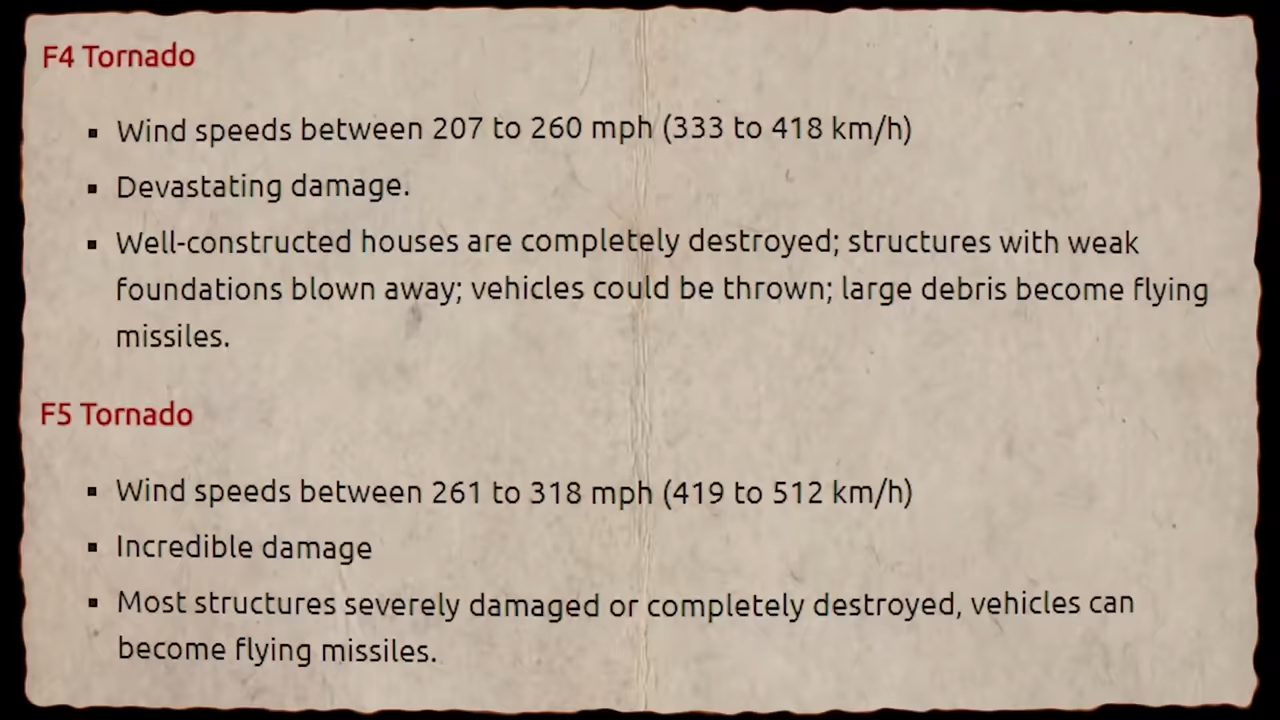 F4 Tornado
▪ Wind speeds between 207 to 260 mph (333 to 418 km/h)
▪ Devastating damage.
▪ Well-constructed houses are completely destroyed; structures with weak
foundations blown away; vehicles could be thrown; large debris become flying
missiles.
F5 Tornado
▪ Wind speeds between 261 to 318 mph (419 to 512 km/h)
▪ Incredible damage
▪ Most structures severely damaged or completely destroyed, vehicles can
become flying missiles.